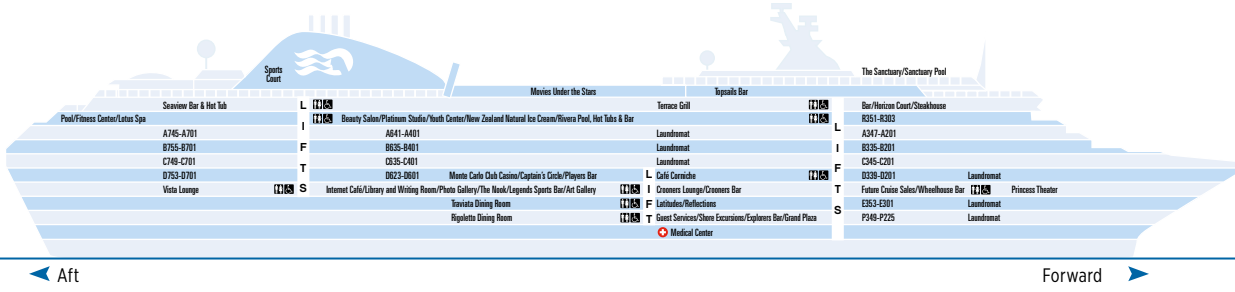 Sports
Court
The Sanctuary/Sanctuary Pool
Movies Under the Stars
Topsails Bar
Seaview Bar & Hot Tub
Terrace Grill
Bar/Horizon Court/Steakhouse
Pool/Fitness Center/Lotus Spa
Beauty Salon/Platinum Studio/Youth Center/New Zealand Natural Ice Cream/Rivera Pool, Hot Tubs & Bar
R351-R303
A745-A701
A641-A401
Laundromat
A347-A201
B755-B701
B635-B401
Laundromat
B335-B201
C749-C701
C635-C401
Laundromat
C345-C201
D753-D701
D623-D601
Monte Carlo Club Casino/Captain's Circle/Players Bar
Café Corniche
D339-D201
Laundromat
Vista Lounge
Internet Café/Library and Writing Room/Photo Gallery/The Nook/Legends Sports Bar/Art Gallery
Crooners Lounge/Crooners Bar
Future Cruise Sales/Wheelhouse Bar
Princess Theater
Traviata Dining Room
Latitudes/Reflections
E353-E301
Laundromat
Rigoletto Dining Room
Guest Services/Shore Excursions/Explorers Bar/Grand Plaza
P349-P225
Laundromat
Medical Center
LIFTS
LIFT
LIFTS
Aft
Forward